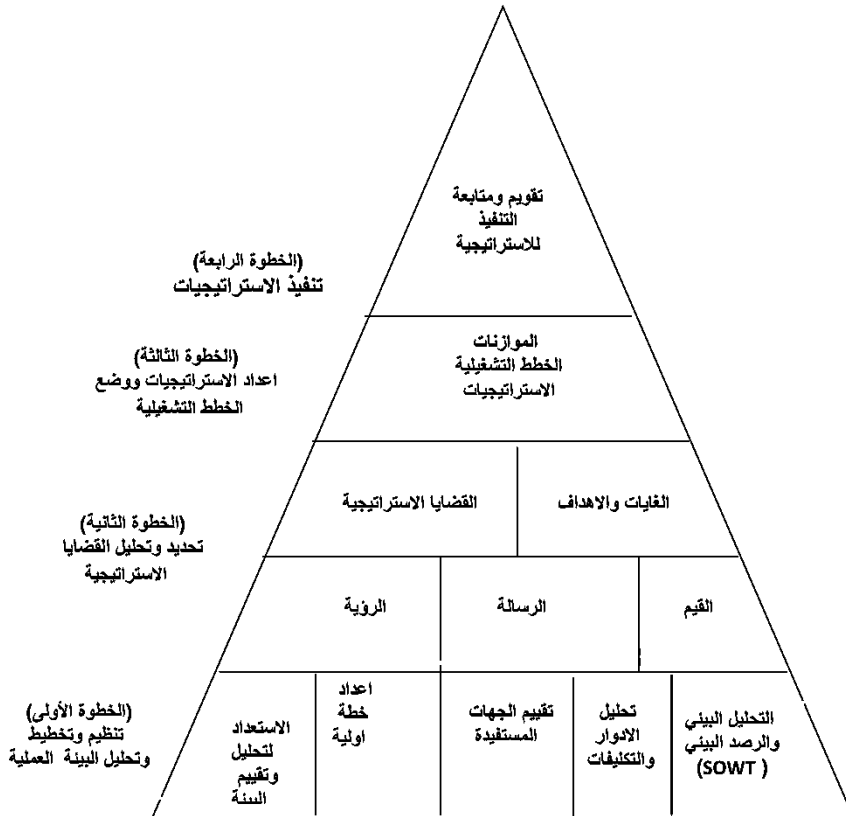 تقويم ومتابعة
التنفيذ
للاستراتيجية
(الخطوة الرابعة)
تنفيذ الاستراتيجيات
الموازنات
الخطط التشغيلية
الاستراتيجيات
(الخطوة الثالثة)
اعداد الاستراتيجيات ووضع
الخطط التشغيلية
الغايات والاهداف
القضايا الاستراتيجية
(الخطوة الثانية)
تحديد وتحليل القضايا
الاستراتيجية
القيم
الرسالة
الرؤية
التحليل البيئي
والرصد البيئي
(SOWT )
تحليل
الادوار
والتكليفات
تقييم الجهات
المستفيدة
اعداد
خطة
اولية
الاستعداد
لتحليل
وتقييم
البيئة
(الخطوة الأولى)
تنظيم وتخطيط
وتحليل البيئة العملية